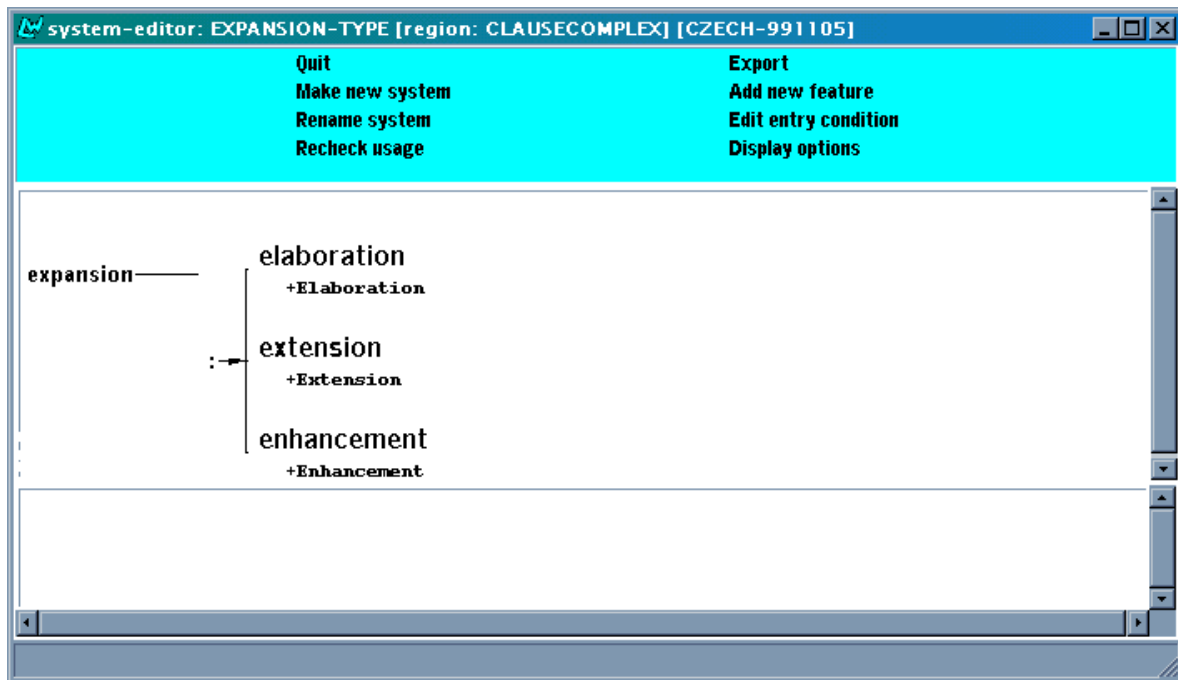 system-editor: EXPANSION-TYPE [region: CLAUSECOMPLEX] [CZECH-991105]
Quit Export
Make new system Add new feature
Rename system Edit entry condition
Recheck usage Display options
elaboration
expansion
+Elaboration
extension
:
+Extension
enhancement
+Enhancement